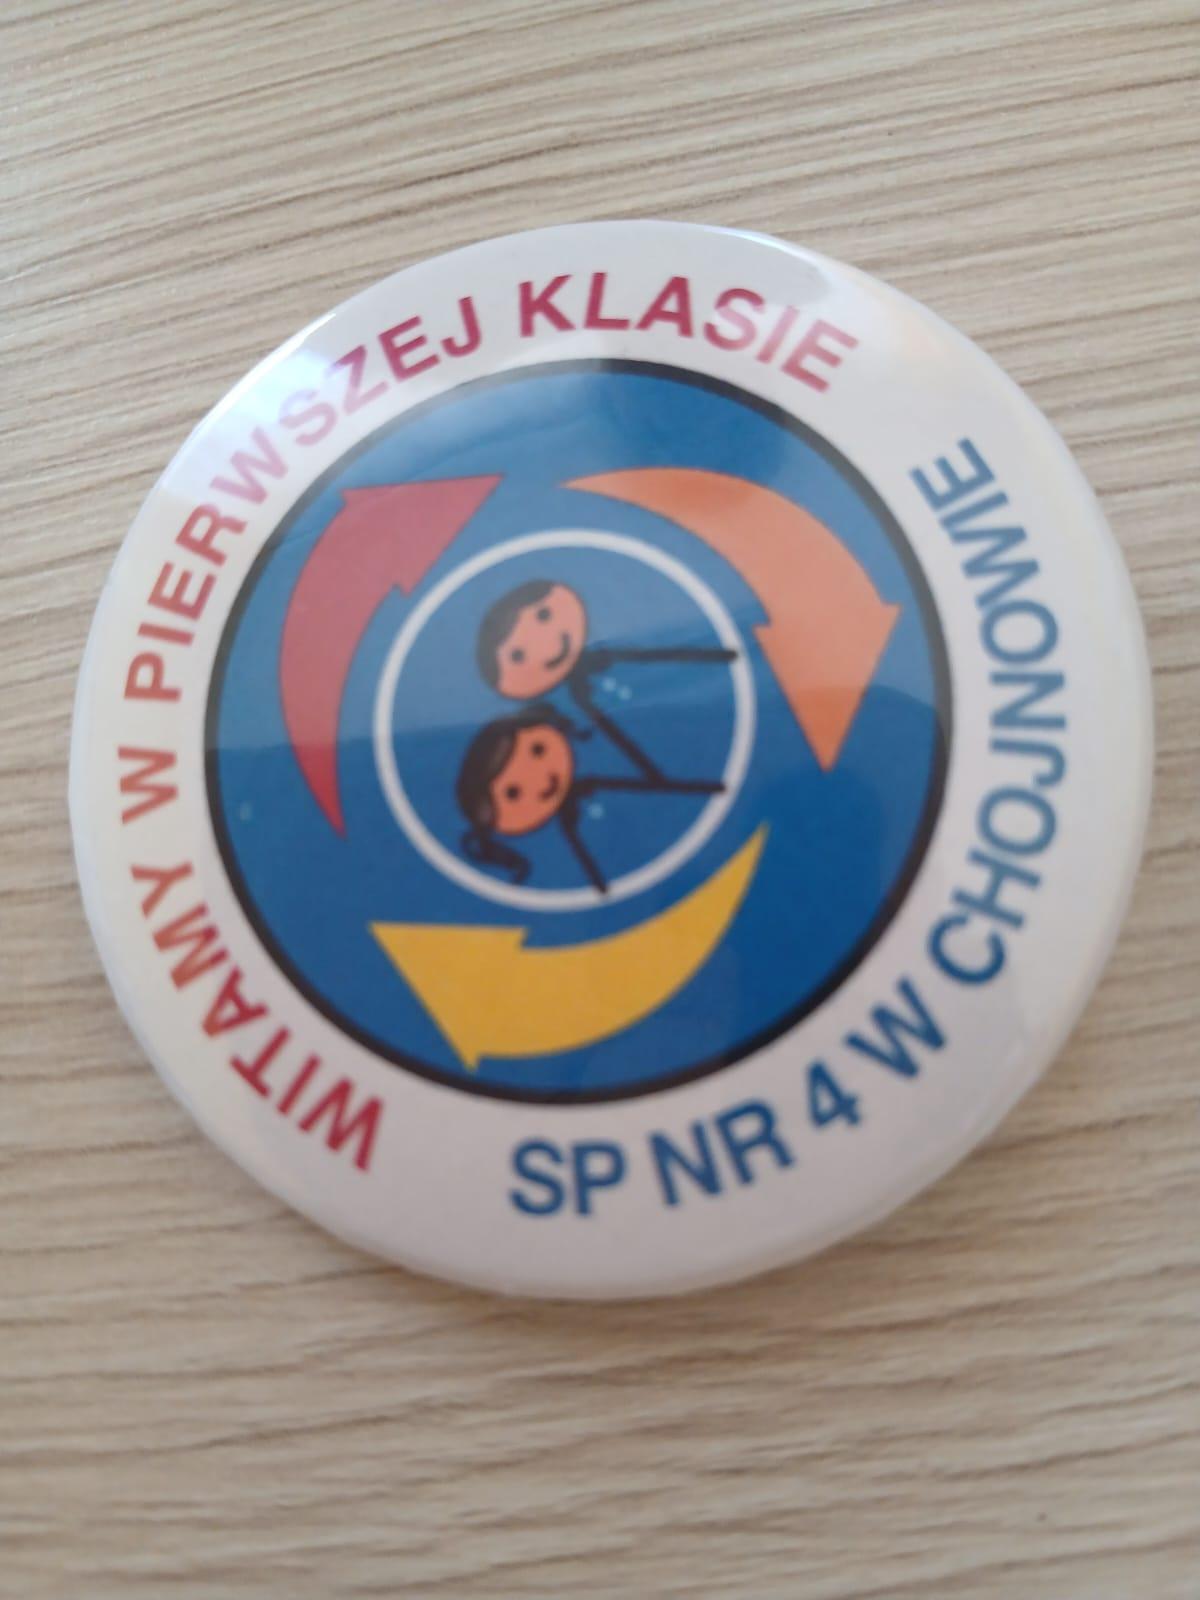 WITAMY W PIERWSZEJ KLASIE
SP NR 4 W CHOJNOWIE